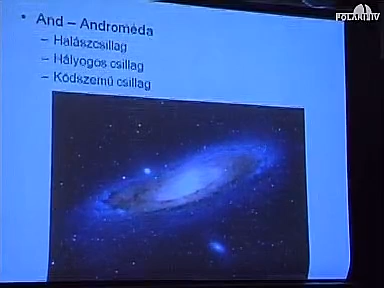 • And – Androméda
– Halászcsillag
– Hályogos csillag
– Ködszemű csillag
POLARIS TV